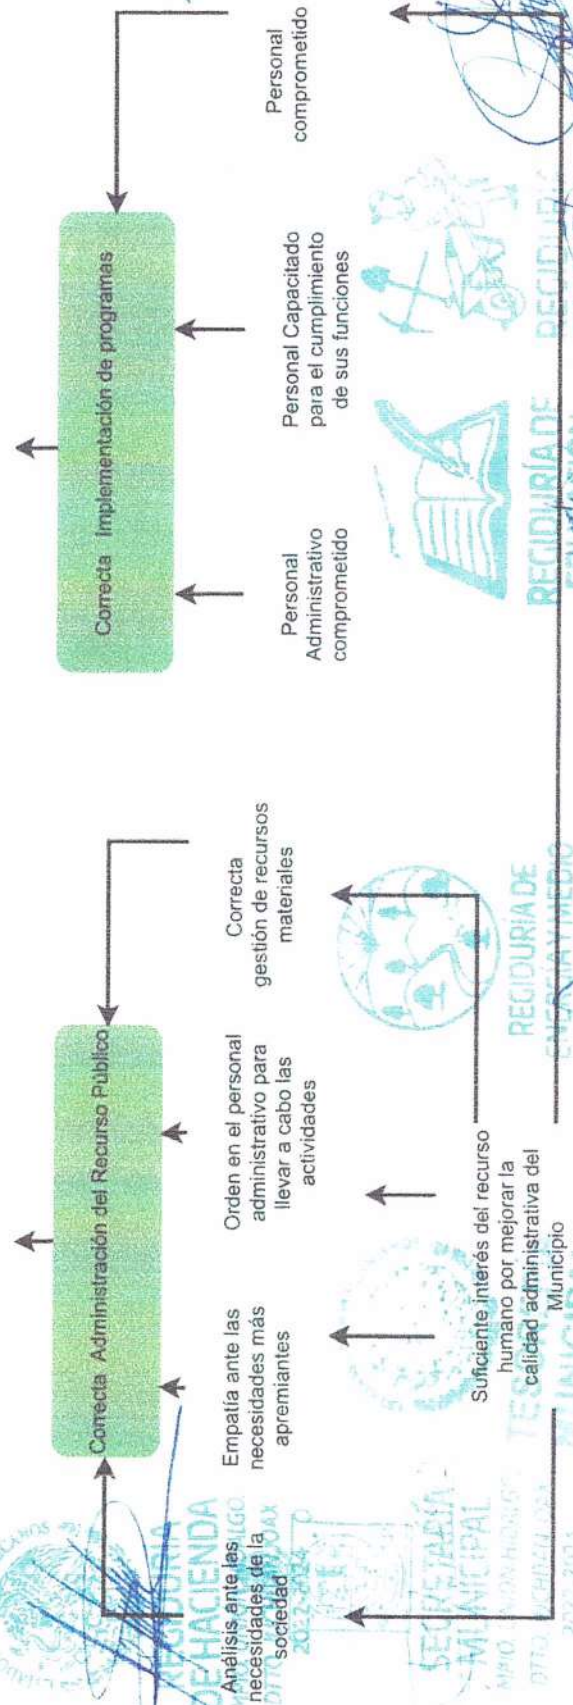 Correcta Administración del Recurso Público
Correcta Implementación de programas
Análisis ante las
necesidades de la
sociedad
Empatía ante las
necesidades más
apremiantes
Orden en el personal
administrativo para
llevar a cabo las
actividades
Correcta
gestión de recursos
materiales
Personal
Administrativo
comprometido
Personal Capacitado
para el cumplimiento
de sus funciones
Personal
comprometido
Suficiente interés del recurso
humano por mejorar la
calidad administrativa del
Municipio
DE HACIENDA
2022-2024
SECRETARÍA
MUNICIPAL
REGIDURIA DE
ENERGÍA Y MEDIO
REGIDURÍA DE
REGIDURÍA